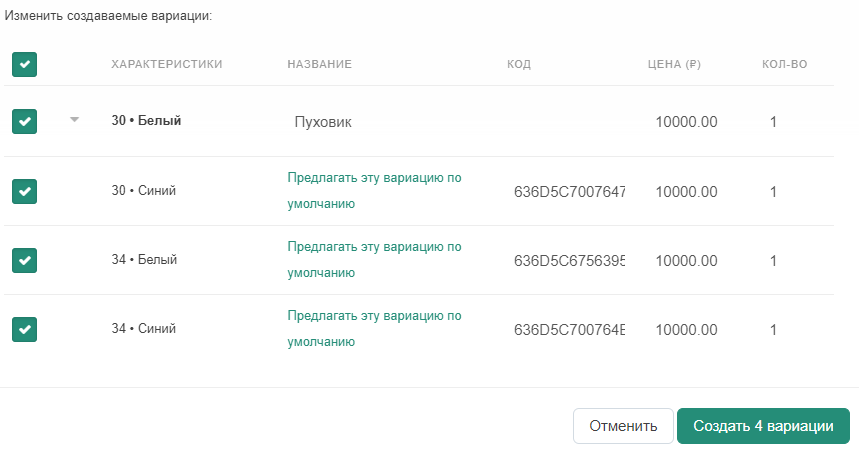 Изменить создаваемые вариации:
ХАРАКТЕРИСТИКИ НАЗВАНИЕ КОД ЦЕНА (₽) КОЛ-ВО
30 • Белый Пуховик 10000.00 1
30 • Синий Предлагать эту вариацию по умолчанию 636D5C7007647 10000.00 1
34 • Белый Предлагать эту вариацию по умолчанию 636D5C6756395 10000.00 1
34 • Синий Предлагать эту вариацию по умолчанию 636D5C700764E 10000.00 1
Отменить Создать 4 вариации